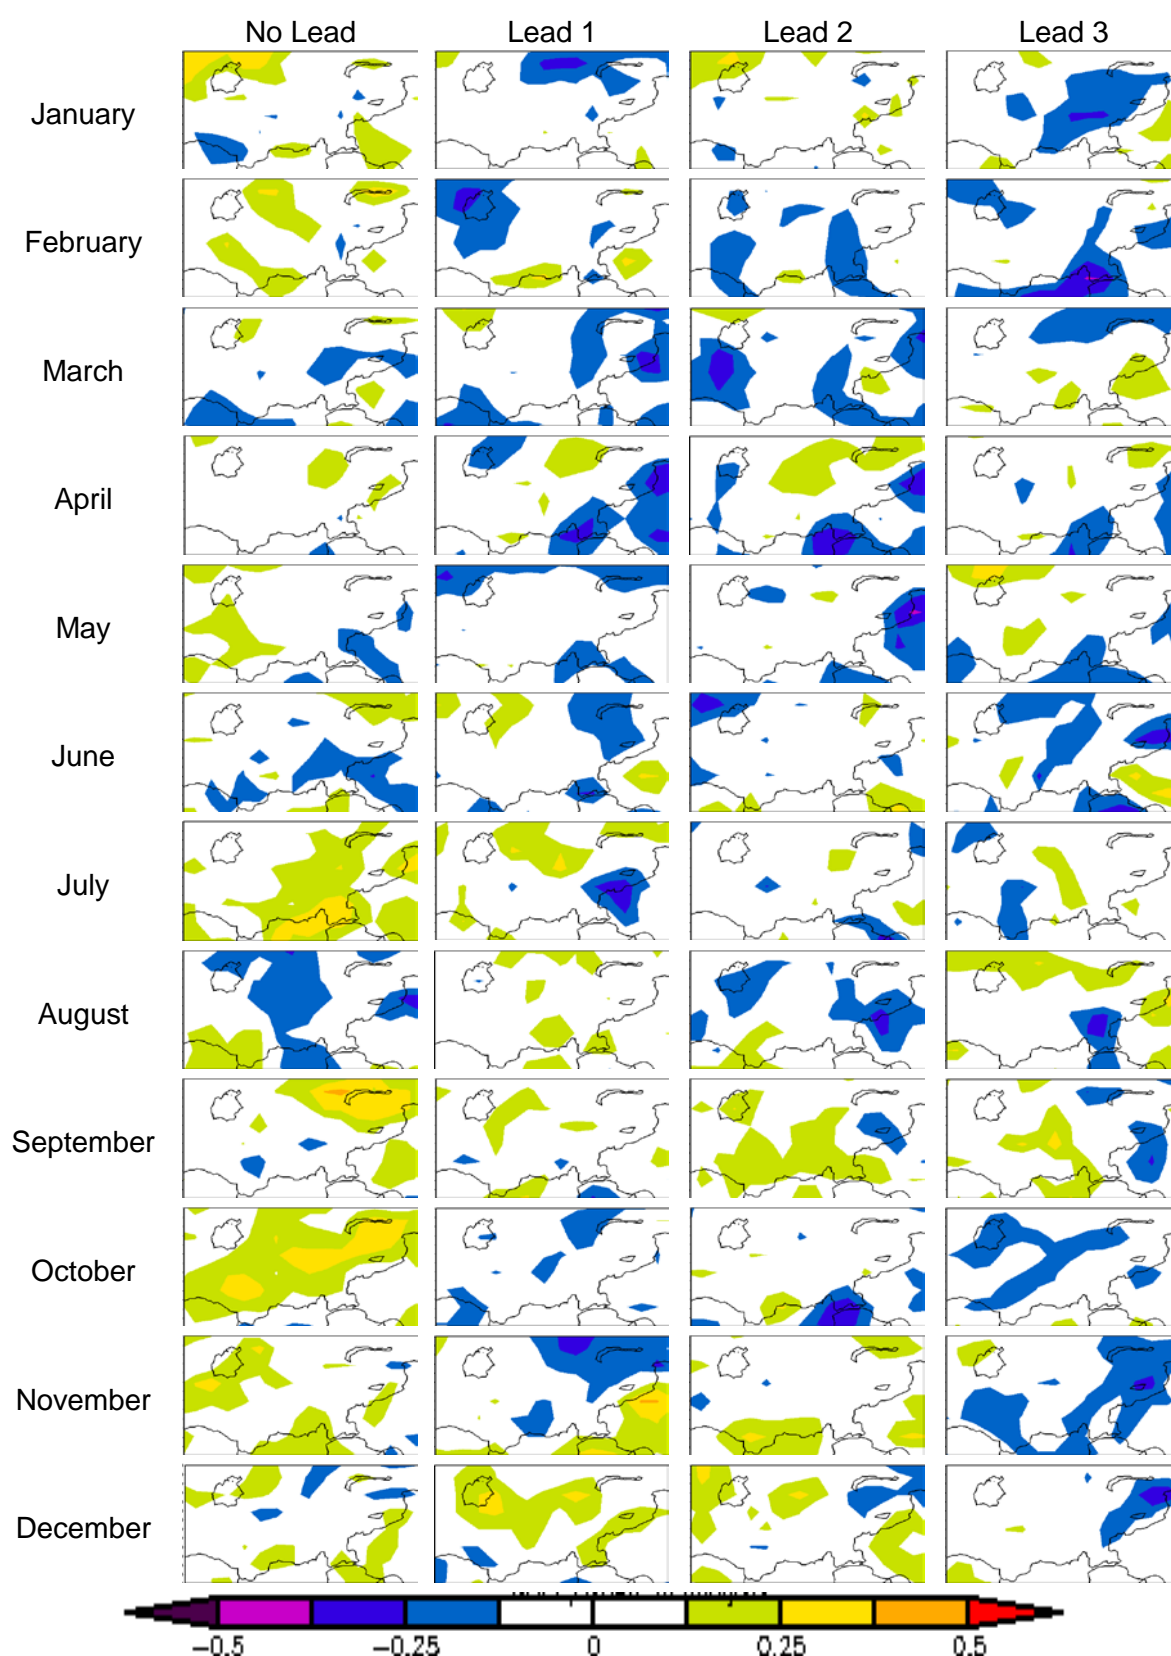 No Lead Lead 1 Lead 2 Lead 3
January
February
March
April
May
June
July
August
September
October
November
December
−0.5 −0.25 0 0.25 0.5